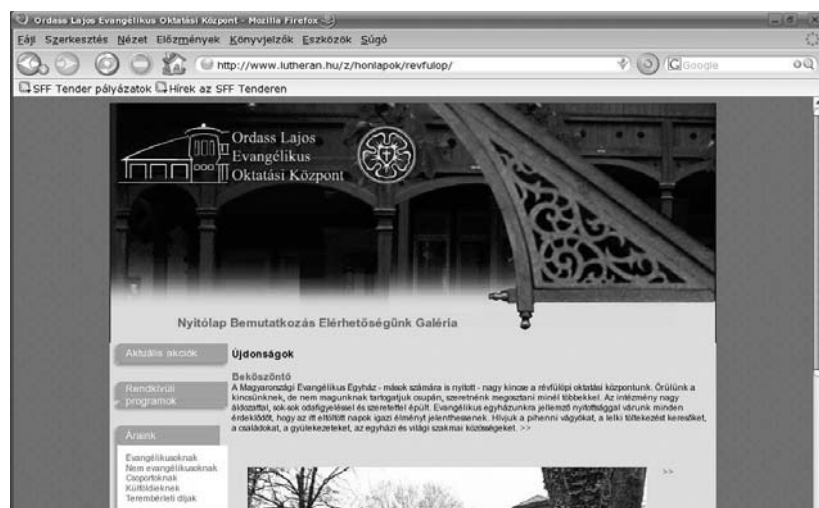 Ordass Lajos Evangélikus Oktatási Központ - Mozilla Firefox
Fájl Szerkesztés Nézet Előzmények Könyvjelzők Eszközök Súgó
http://www.lutheran.hu/z/honlapok/revfulop/
Google
SFF Tender pályázatok Hírek az SFF Tenderen
Ordass Lajos
Evangélikus
Oktatási Központ
Nyitólap Bemutatkozás Elérhetőségünk Galéria
Aktuális akciók
Rendkívüli
programok
Áraink
Evangélikusoknak
Nem evangélikusoknak
Csoportoknak
Külföldieknek
Terembérleti díjak
Újdonságok
Beköszöntő
A Magyarországi Evangélikus Egyház - mások számára is nyitott - nagy kincse a révfülöpi oktatási központunk. Örülünk a
kincsünknek, de nem magunknak tartogatjuk csupán, szeretnénk megosztani minél többekkel. Az intézmény nagy
áldozattal, sok-sok odafigyeléssel és szeretettel épült. Evangélikus egyházunkra jellemző nyitottsággal várunk minden
érdeklődőt, hogy az itt eltöltött napok igazi élményt jelenthessenek. Hívjuk a pihenni vágyókat, a lelki töltekezést keresőket,
a családokat, a gyülekezeteket, az egyházi és világi szakmai közösségeket. >>
>>